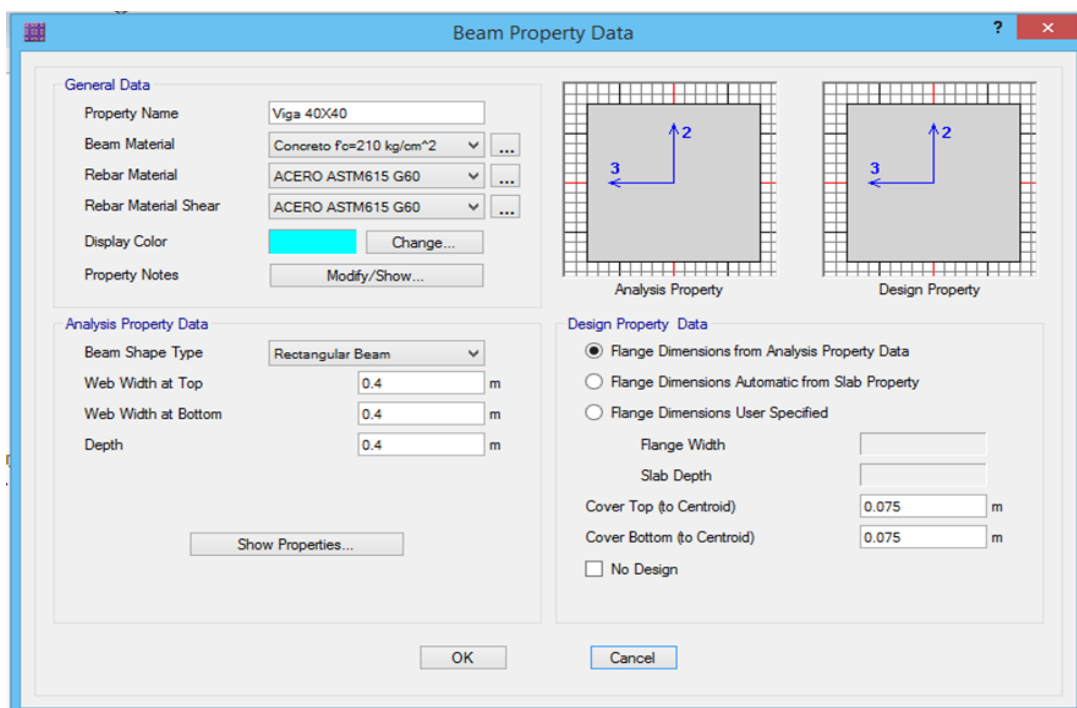 Beam Property Data
?
General Data
Property Name Viga 40X40
Beam Material Concreto f'c=210 kg/cm^2 ...
Rebar Material ACERO ASTM615 G60 ...
Rebar Material Shear ACERO ASTM615 G60 ...
Display Color Change...
Property Notes Modify/Show...
2
3
Analysis Property
2
3
Design Property
Analysis Property Data
Beam Shape Type Rectangular Beam
Web Width at Top 0.4 m
Web Width at Bottom 0.4 m
Depth 0.4 m
Show Properties...
Design Property Data
Flange Dimensions from Analysis Property Data
Flange Dimensions Automatic from Slab Property
Flange Dimensions User Specified
Flange Width
Slab Depth
Cover Top (to Centroid) 0.075 m
Cover Bottom (to Centroid) 0.075 m
No Design
OK Cancel